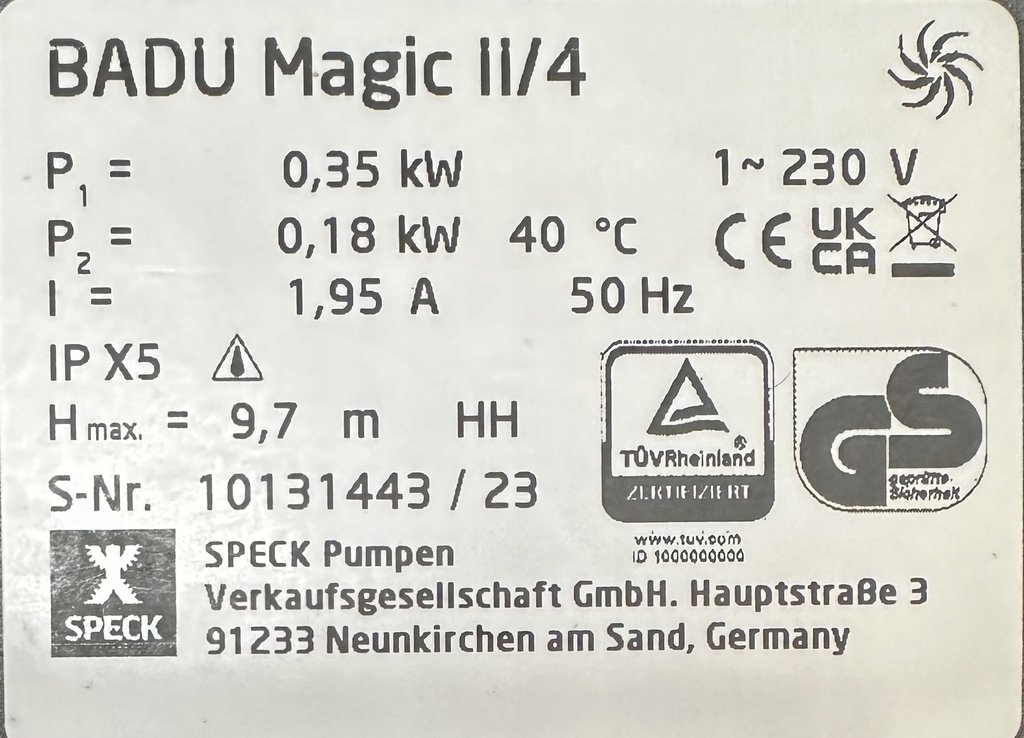 BADU Magic II/4
P1 = 0,35 kW 1~ 230 V
P2 = 0,18 kW 40 °C CE UK CA
I = 1,95 A 50 Hz
IP X5
Hmax. = 9,7 m HH
S-Nr. 10131443 / 23
TÜVRheinland
ZERTIFIZIERT
www.tuv.com
ID 1000000000
GS
geprüfte
Sicherheit
SPECK
SPECK Pumpen
Verkaufsgesellschaft GmbH. Hauptstraße 3
91233 Neunkirchen am Sand, Germany